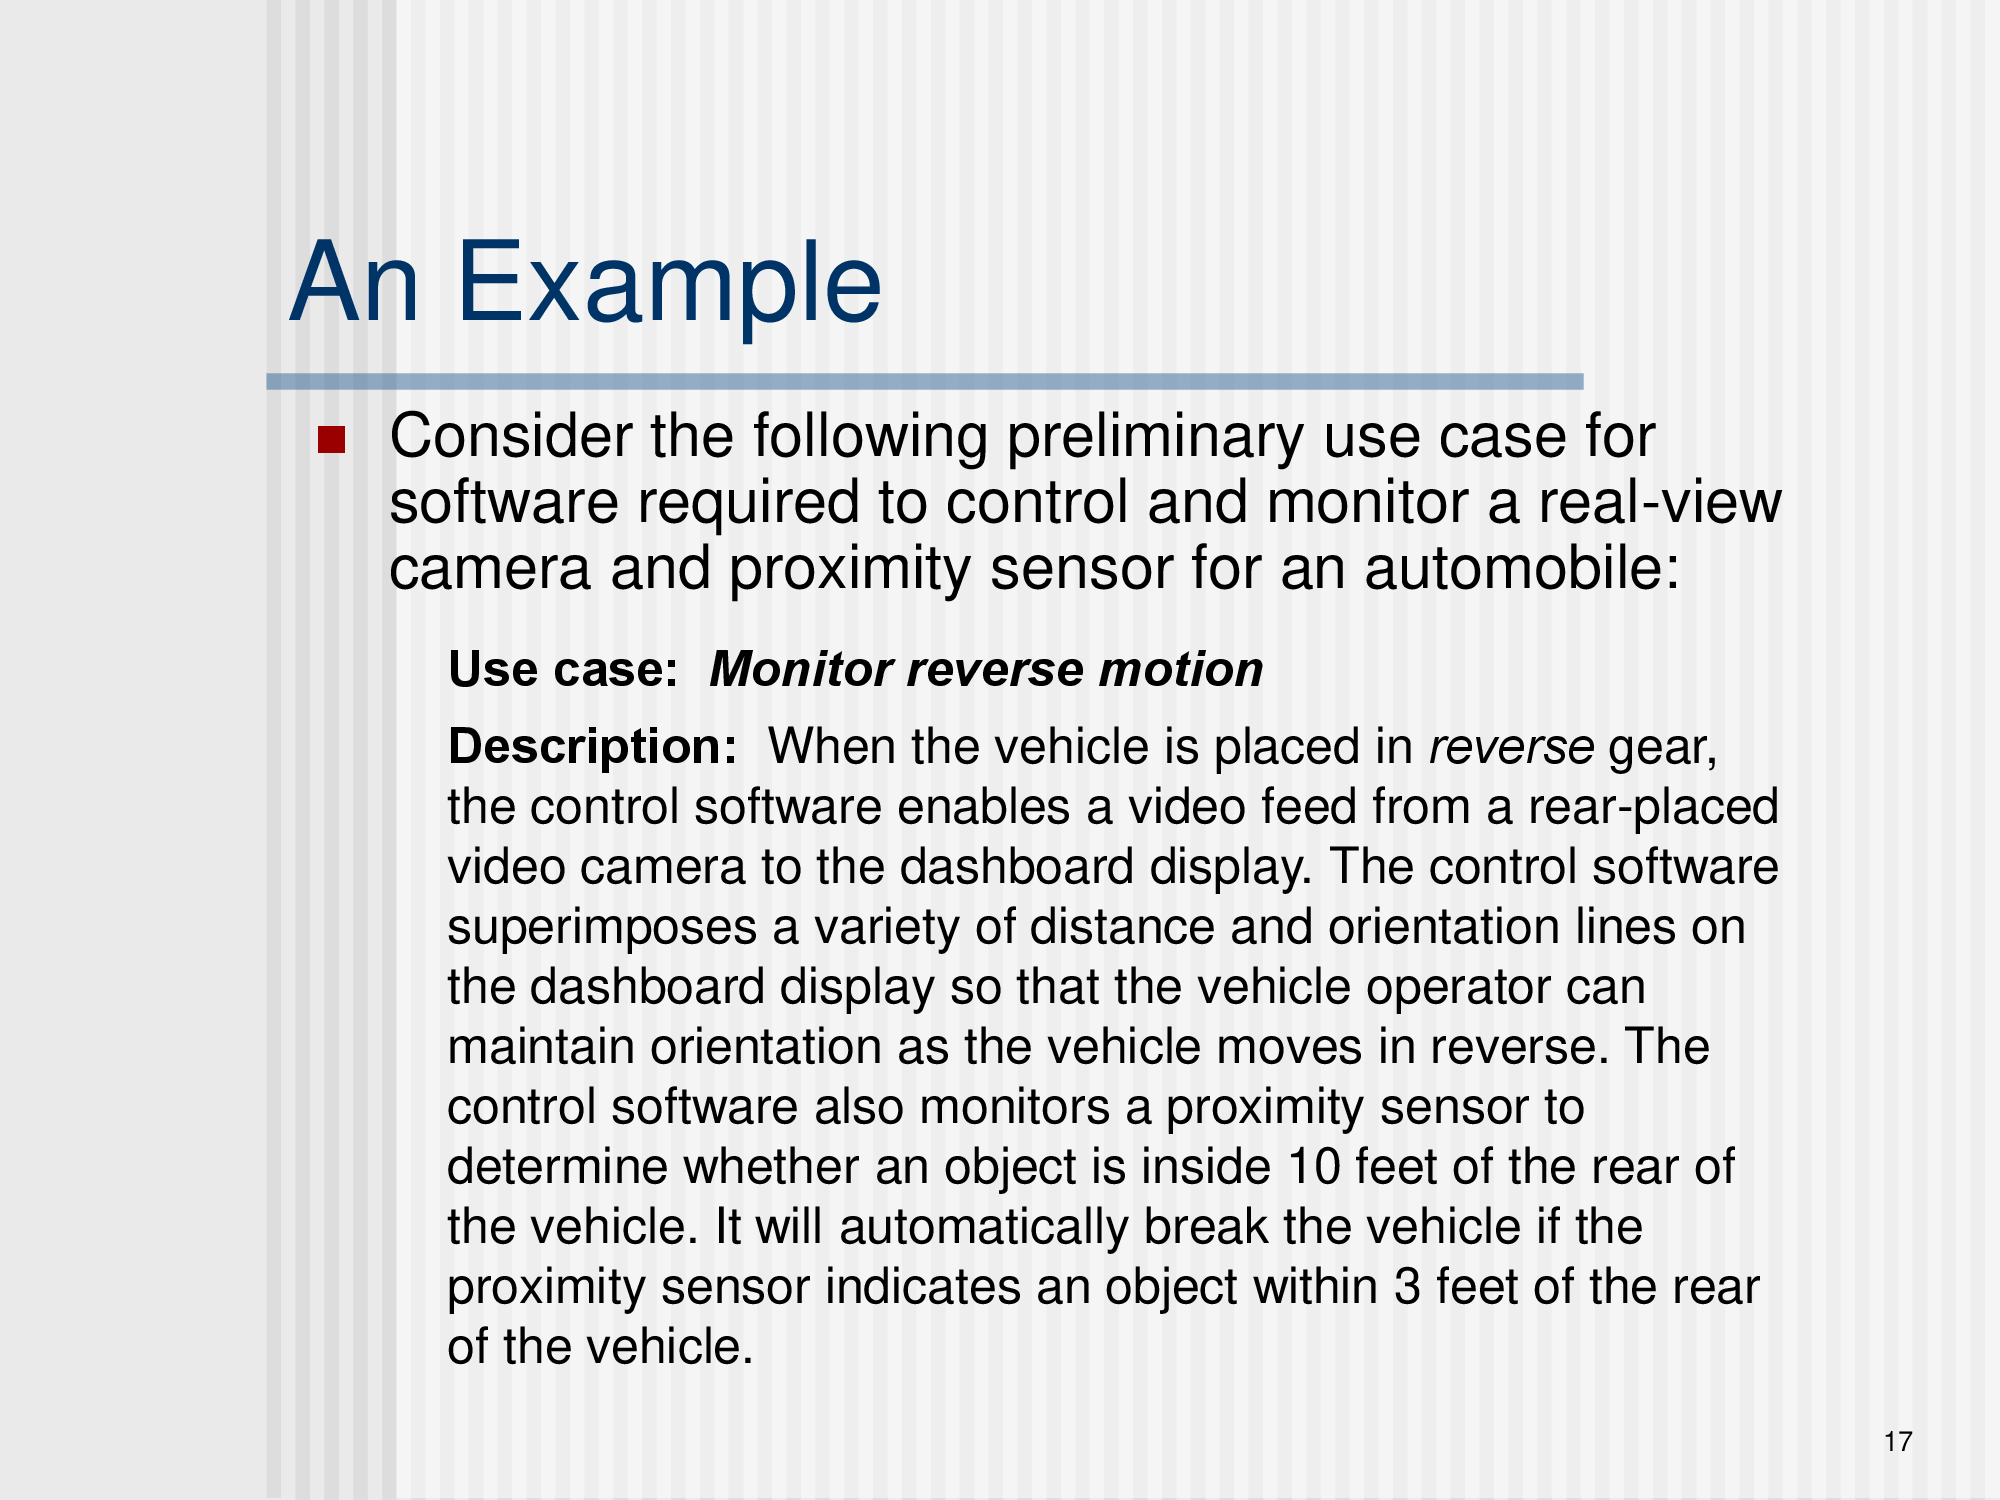 An Example
Consider the following preliminary use case for
software required to control and monitor a real-view
camera and proximity sensor for an automobile:
Use case: Monitor reverse motion
Description: When the vehicle is placed in reverse gear,
the control software enables a video feed from a rear-placed
video camera to the dashboard display. The control software
superimposes a variety of distance and orientation lines on
the dashboard display so that the vehicle operator can
maintain orientation as the vehicle moves in reverse. The
control software also monitors a proximity sensor to
determine whether an object is inside 10 feet of the rear of
the vehicle. It will automatically break the vehicle if the
proximity sensor indicates an object within 3 feet of the rear
of the vehicle.
17